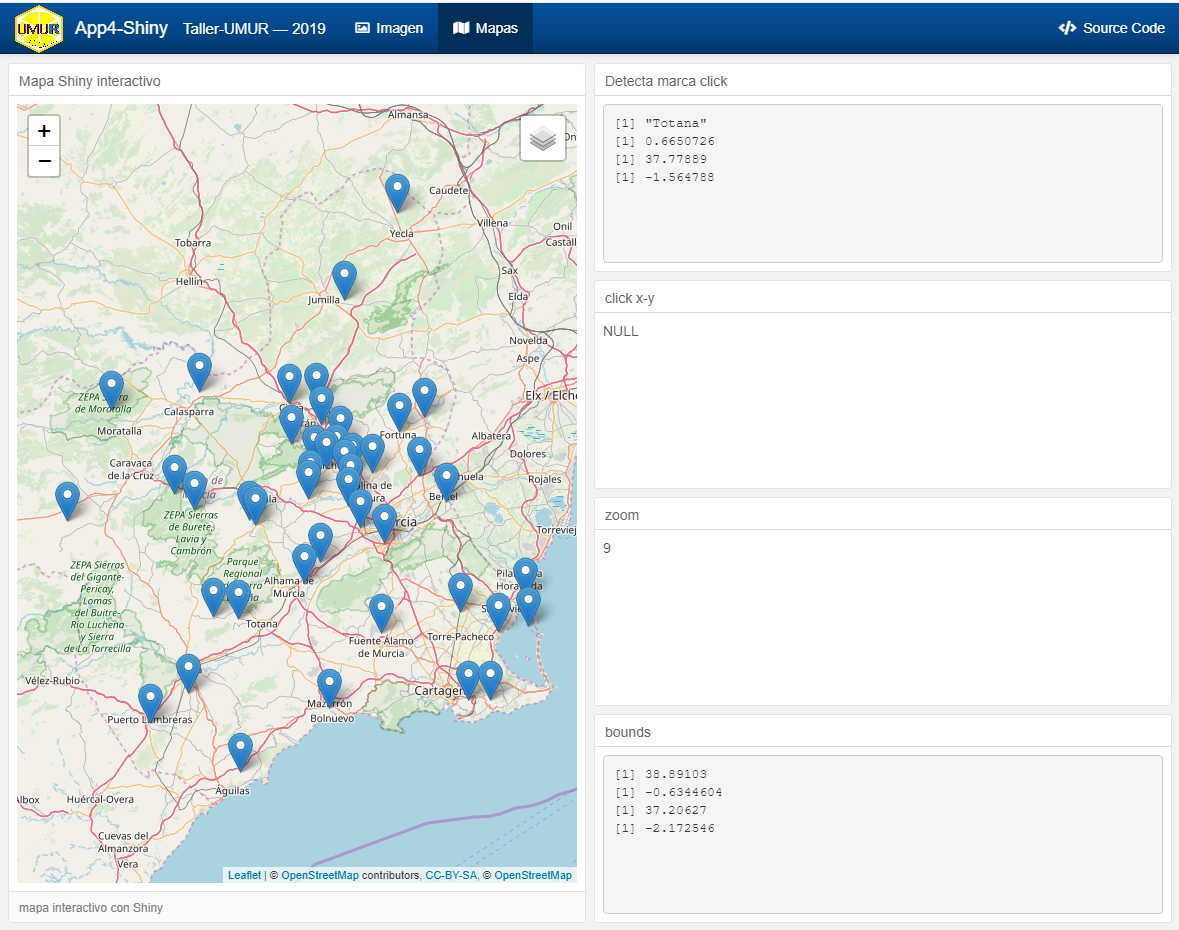 UMUR App4-Shiny Taller-UMUR — 2019 Imagen Mapas Source Code
Mapa Shiny interactivo
+
−
Almansa
Caudete
Yecla
Villena
Onil
Castall
Tobarra
Sax
Hellín
Elda
Jumilla
Novelda
Aspe
Elx / Elche
ZEPA
de Moratalla
Calasparra
Moratalla
Fortuna
Albatera
Dolores
Caravaca
de la Cruz
Rojales
ZEPA Sierras
de Burete,
Lavia y
Cambrón
Torreviej
ZEPA Sierras
del Gigante-
Pericay,
Lomas
del Buitre-
Río Luchena
y Sierra
de La Torrecilla
Parque
Regional
Alhama de
Murcia
Totana
Fuente Álamo
de Murcia
Torre-Pacheco
Vélez-Rubio
Puerto Lumbreras
Cartagen
Mazarrón
Bolnuevo
Águilas
Albox
Huércal-Overa
Cuevas del
Almanzora
Vera
Leaflet | © OpenStreetMap contributors, CC-BY-SA, © OpenStreetMap
mapa interactivo con Shiny
Detecta marca click
[1] "Totana"
[1] 0.6650726
[1] 37.77889
[1] -1.564788
click x-y
NULL
zoom
9
bounds
[1] 38.89103
[1] -0.6344604
[1] 37.20627
[1] -2.172546